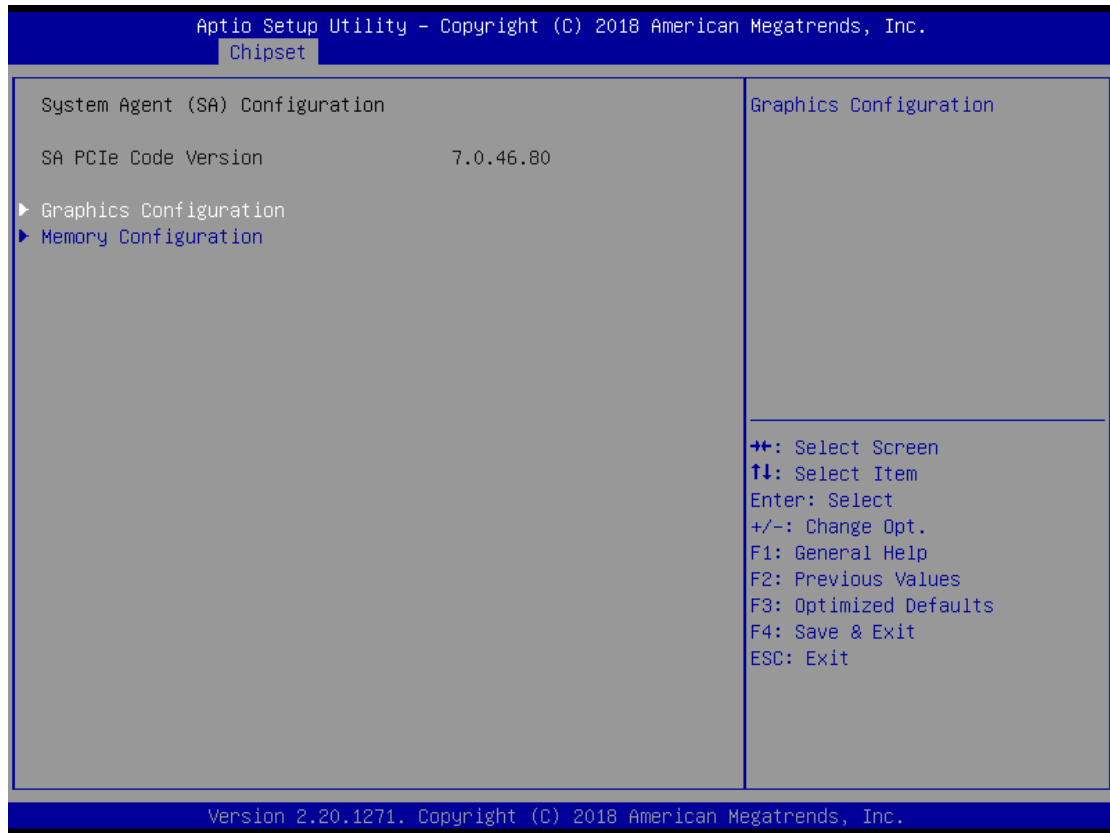 Aptio Setup Utility – Copyright (C) 2018 American Megatrends, Inc.
Chipset
System Agent (SA) Configuration
SA PCIe Code Version 7.0.46.80
Graphics Configuration
Memory Configuration
Graphics Configuration
→←: Select Screen
↑↓: Select Item
Enter: Select
+/-: Change Opt.
F1: General Help
F2: Previous Values
F3: Optimized Defaults
F4: Save & Exit
ESC: Exit
Version 2.20.1271. Copyright (C) 2018 American Megatrends, Inc.